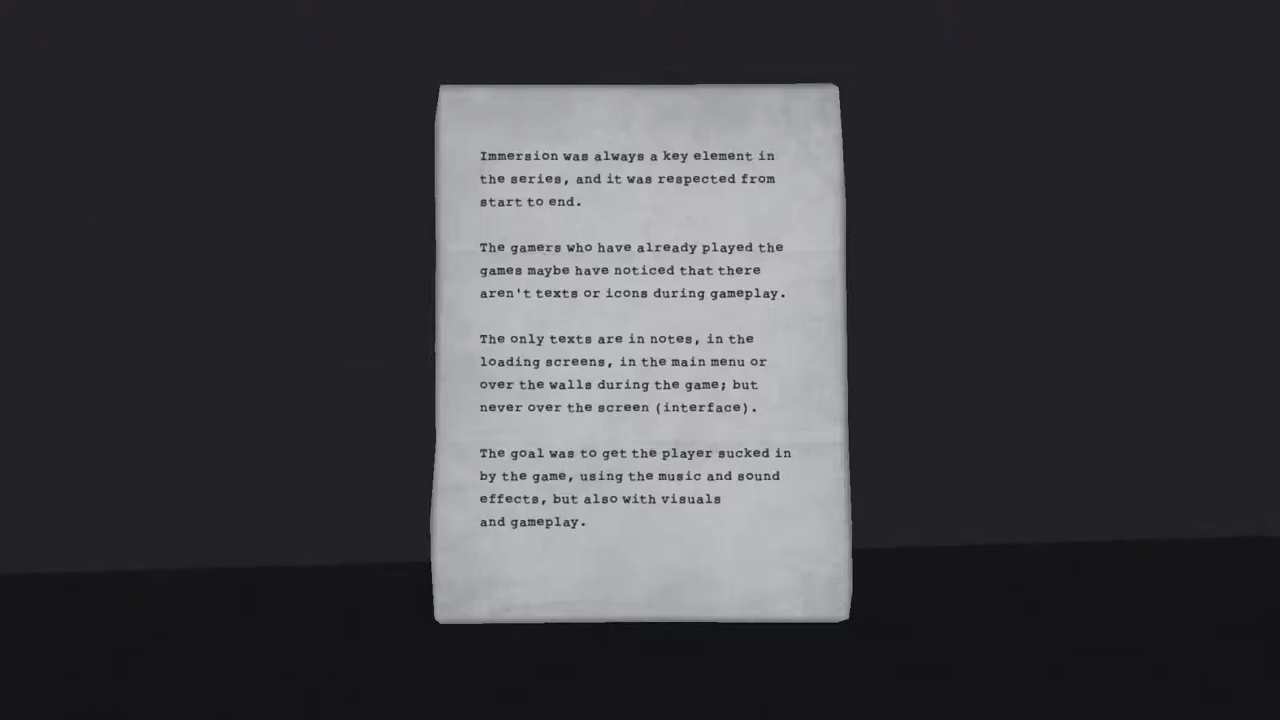 Immersion was always a key element in
the series, and it was respected from
start to end.
The gamers who have already played the
games maybe have noticed that there
aren't texts or icons during gameplay.
The only texts are in notes, in the
loading screens, in the main menu or
over the walls during the game; but
never over the screen (interface).
The goal was to get the player sucked in
by the game, using the music and sound
effects, but also with visuals
and gameplay.